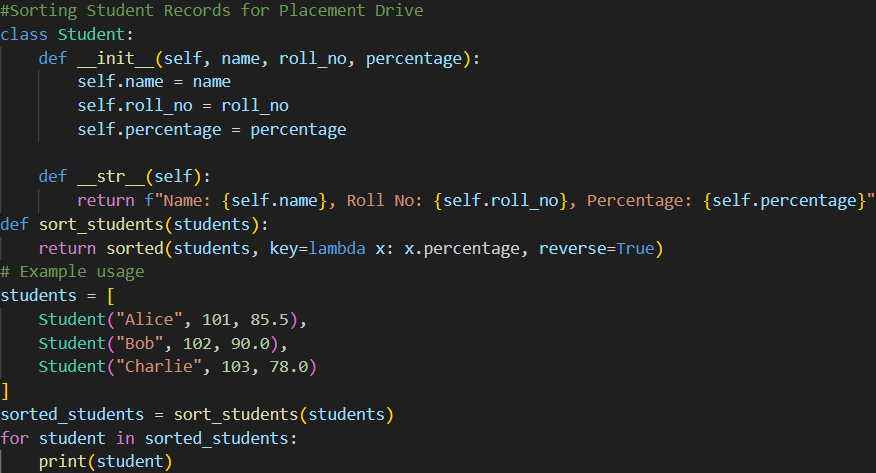 #Sorting Student Records for Placement Drive
class Student:
    def __init__(self, name, roll_no, percentage):
        self.name = name
        self.roll_no = roll_no
        self.percentage = percentage

    def __str__(self):
        return f"Name: {self.name}, Roll No: {self.roll_no}, Percentage: {self.percentage}"
def sort_students(students):
    return sorted(students, key=lambda x: x.percentage, reverse=True)
# Example usage
students = [
    Student("Alice", 101, 85.5),
    Student("Bob", 102, 90.0),
    Student("Charlie", 103, 78.0)
]
sorted_students = sort_students(students)
for student in sorted_students:
    print(student)